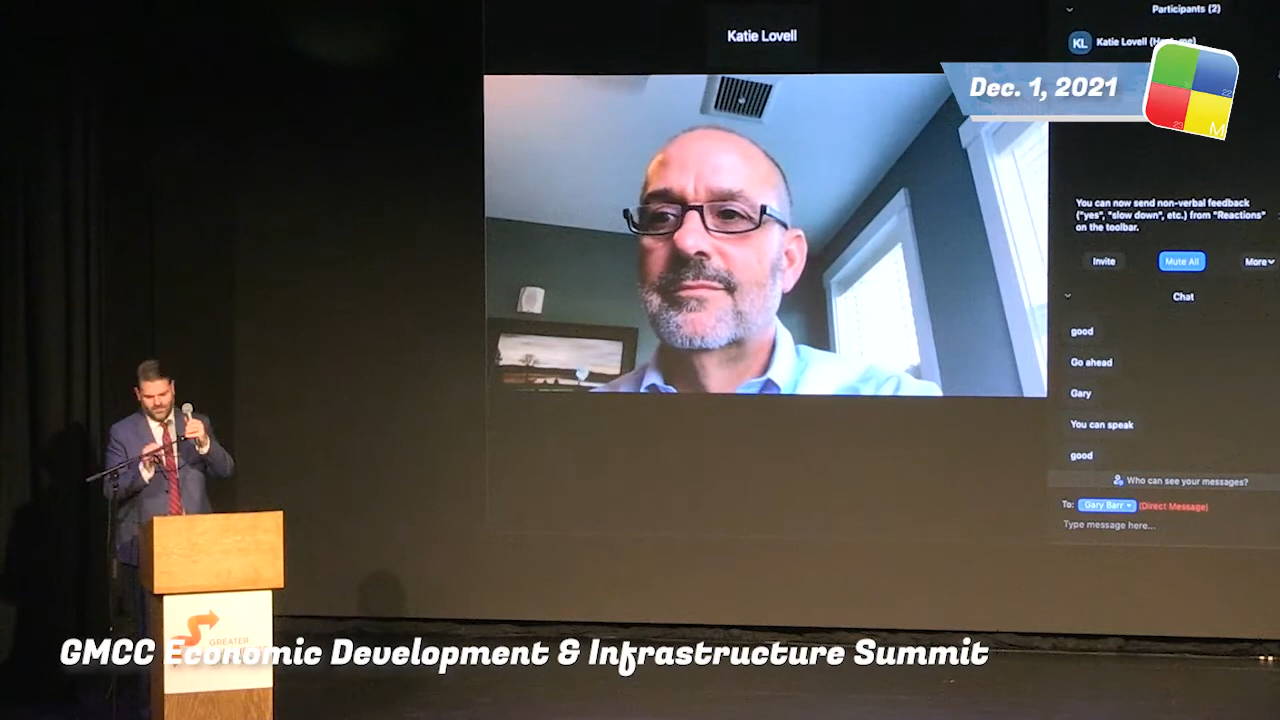 Katie Lovell
Participants (2)
KL
Katie Lovell
Dec. 1, 2021
22
23
M
You can now send non-verbal feedback
("yes", "slow down", etc.) from "Reactions"
on the toolbar.
Invite
Mute All
More
Chat
good
Go ahead
Gary
You can speak
good
Who can see your messages?
To: Gary Barr (Direct Message)
Type message here...
GREATER
GMCC Economic Development & Infrastructure Summit